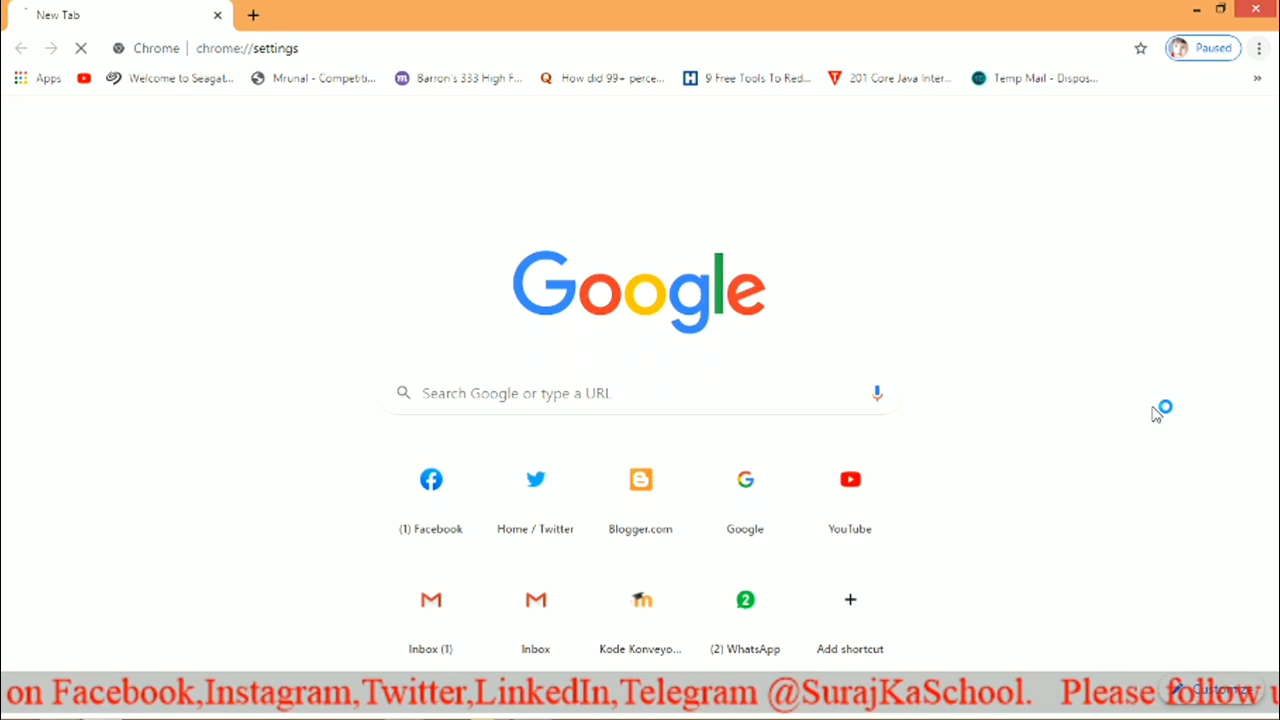 New Tab
Chrome | chrome://settings
Paused
Apps
Welcome to Seagat...
Mrunal - Competiti...
Barron's 333 High F...
How did 99+ perce...
9 Free Tools To Red...
201 Core Java Inter...
Temp Mail - Dispos...
»
Google
Search Google or type a URL
(1) Facebook
Home / Twitter
Blogger.com
Google
YouTube
2
Inbox (1)
Inbox
Kode Konveyo...
(2) WhatsApp
Add shortcut
on Facebook,Instagram,Twitter,LinkedIn,Telegram @SurajKaSchool. Please follow u
Customize